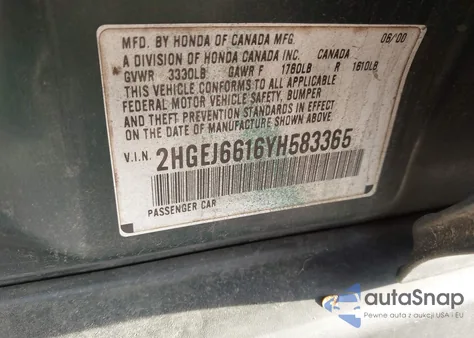 MFD. BY HONDA OF CANADA MFG. 06/00
A DIVISION OF HONDA CANADA INC. CANADA
GVWR 3330LB GAWR F 1760LB R 1610LB
THIS VEHICLE CONFORMS TO ALL APPLICABLE
FEDERAL MOTOR VEHICLE SAFETY, BUMPER
AND THEFT PREVENTION STANDARDS IN EFFECT
ON THE DATE OF MANUFACTURE SHOWN ABOVE.
V.I.N. 2HGEJ6616YH583365
PASSENGER CAR
autaSnap
Pewne auta z aukcji USA i EU